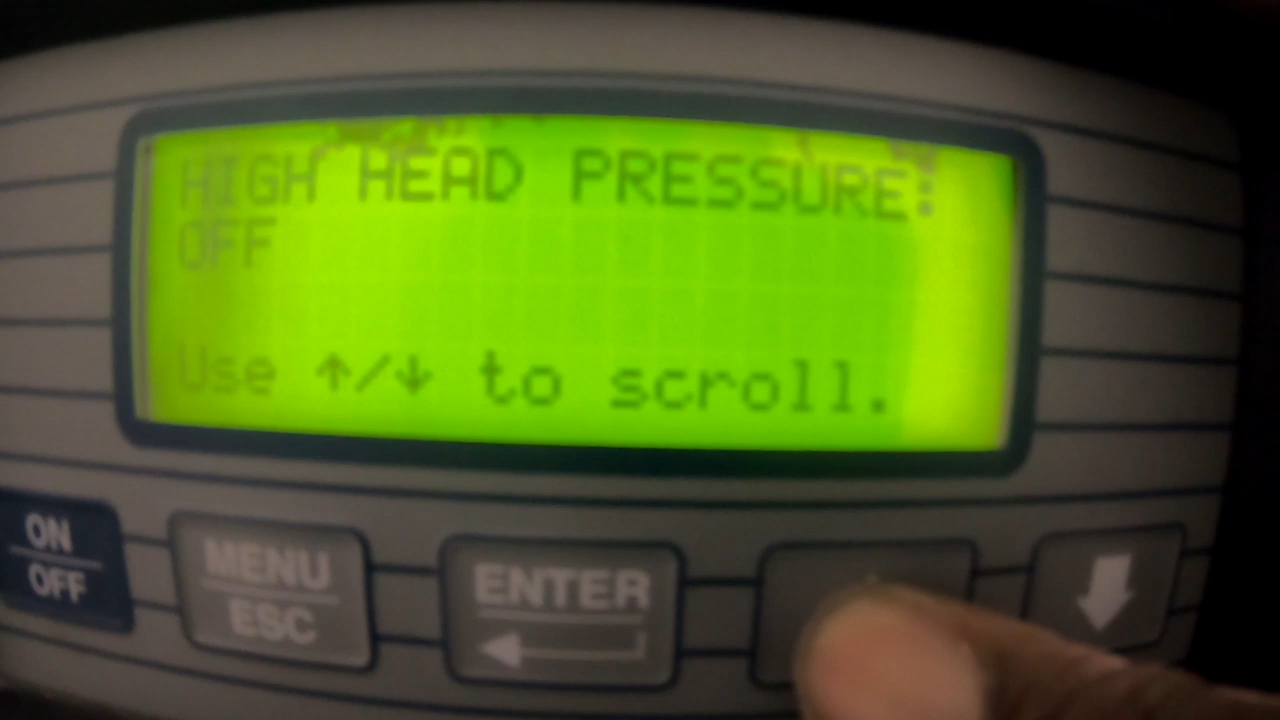 HIGH HEAD PRESSURE:
OFF
Use ↑/↓ to scroll.
ON
OFF
MENU
ESC
ENTER